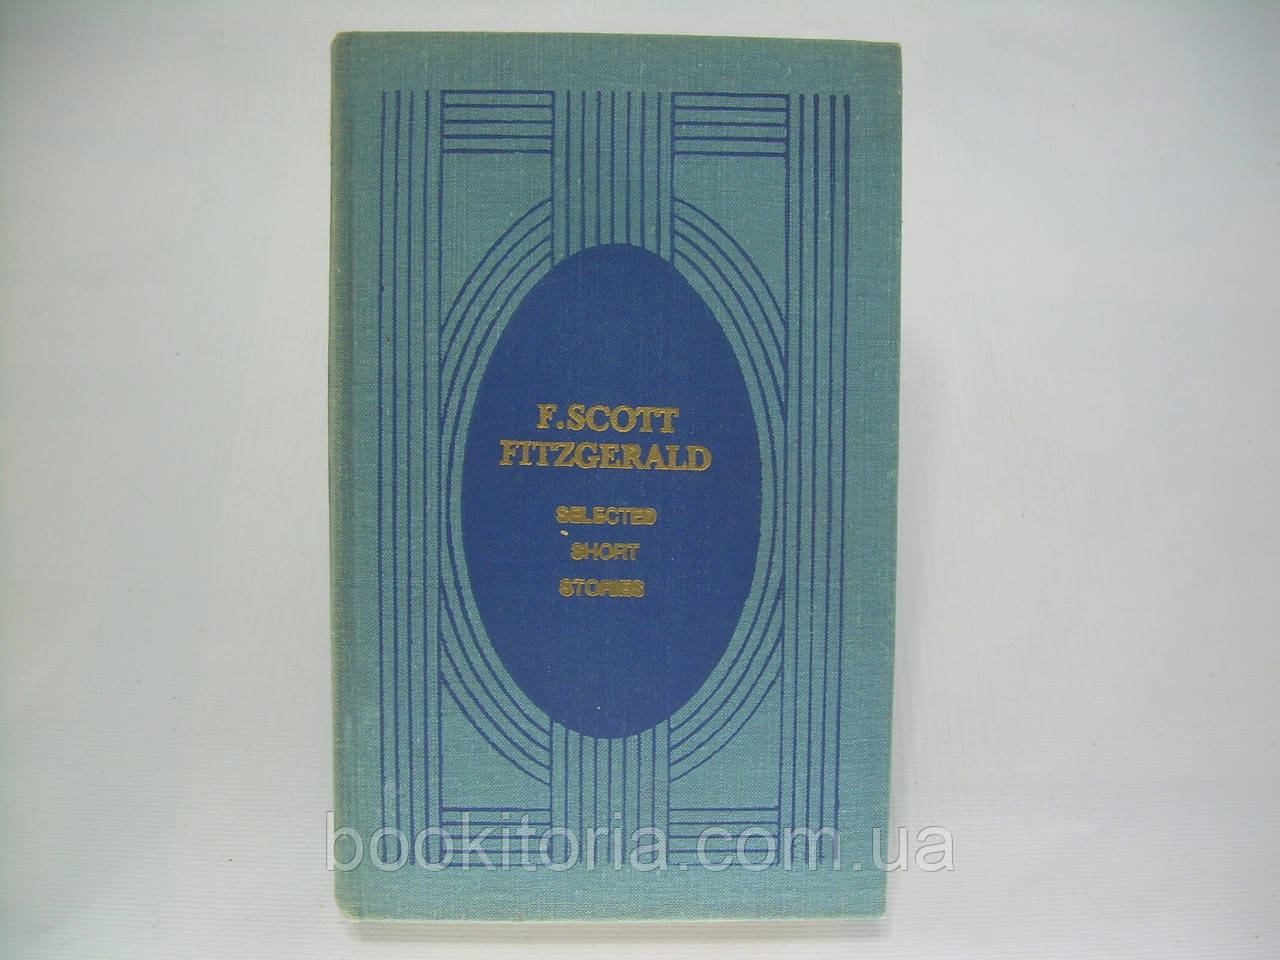 F.SCOTT
FITZGERALD
SELECTED
SHORT
STORIES
bookitoria.com.ua